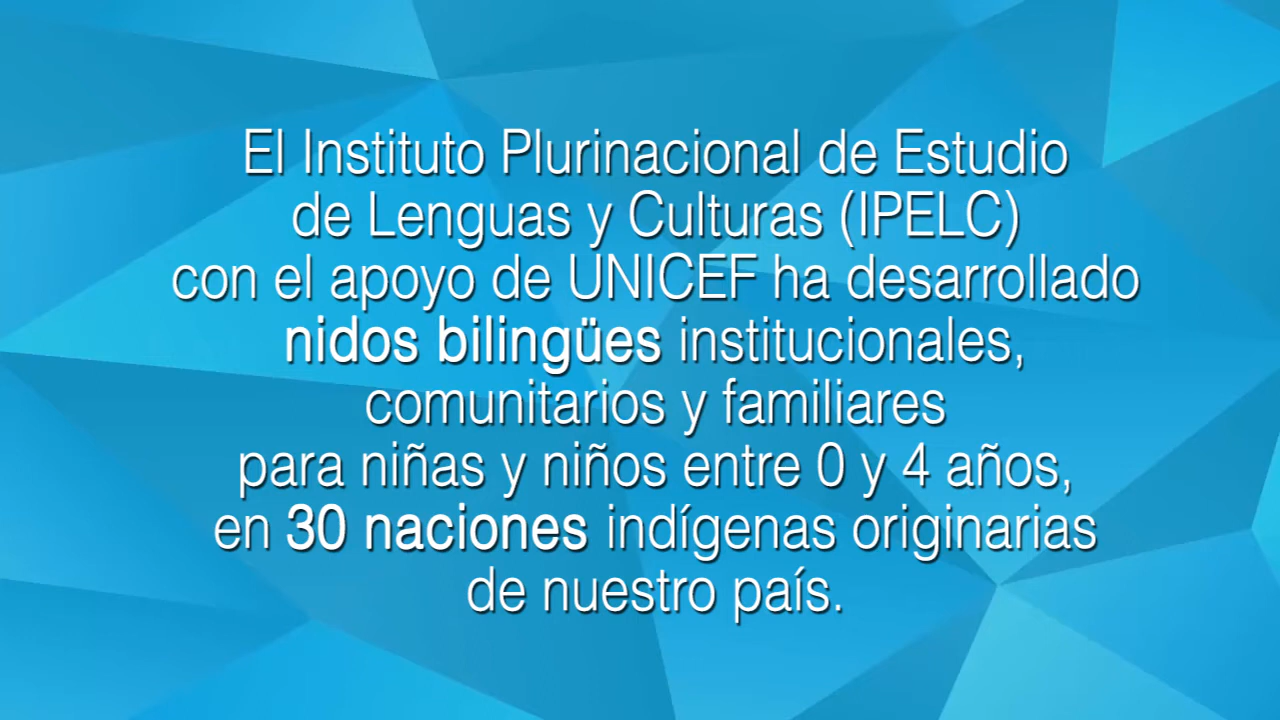 El Instituto Plurinacional de Estudio
de Lenguas y Culturas (IPELC)
con el apoyo de UNICEF ha desarrollado
nidos bilingües institucionales,
comunitarios y familiares
para niñas y niños entre 0 y 4 años,
en 30 naciones indígenas originarias
de nuestro país.